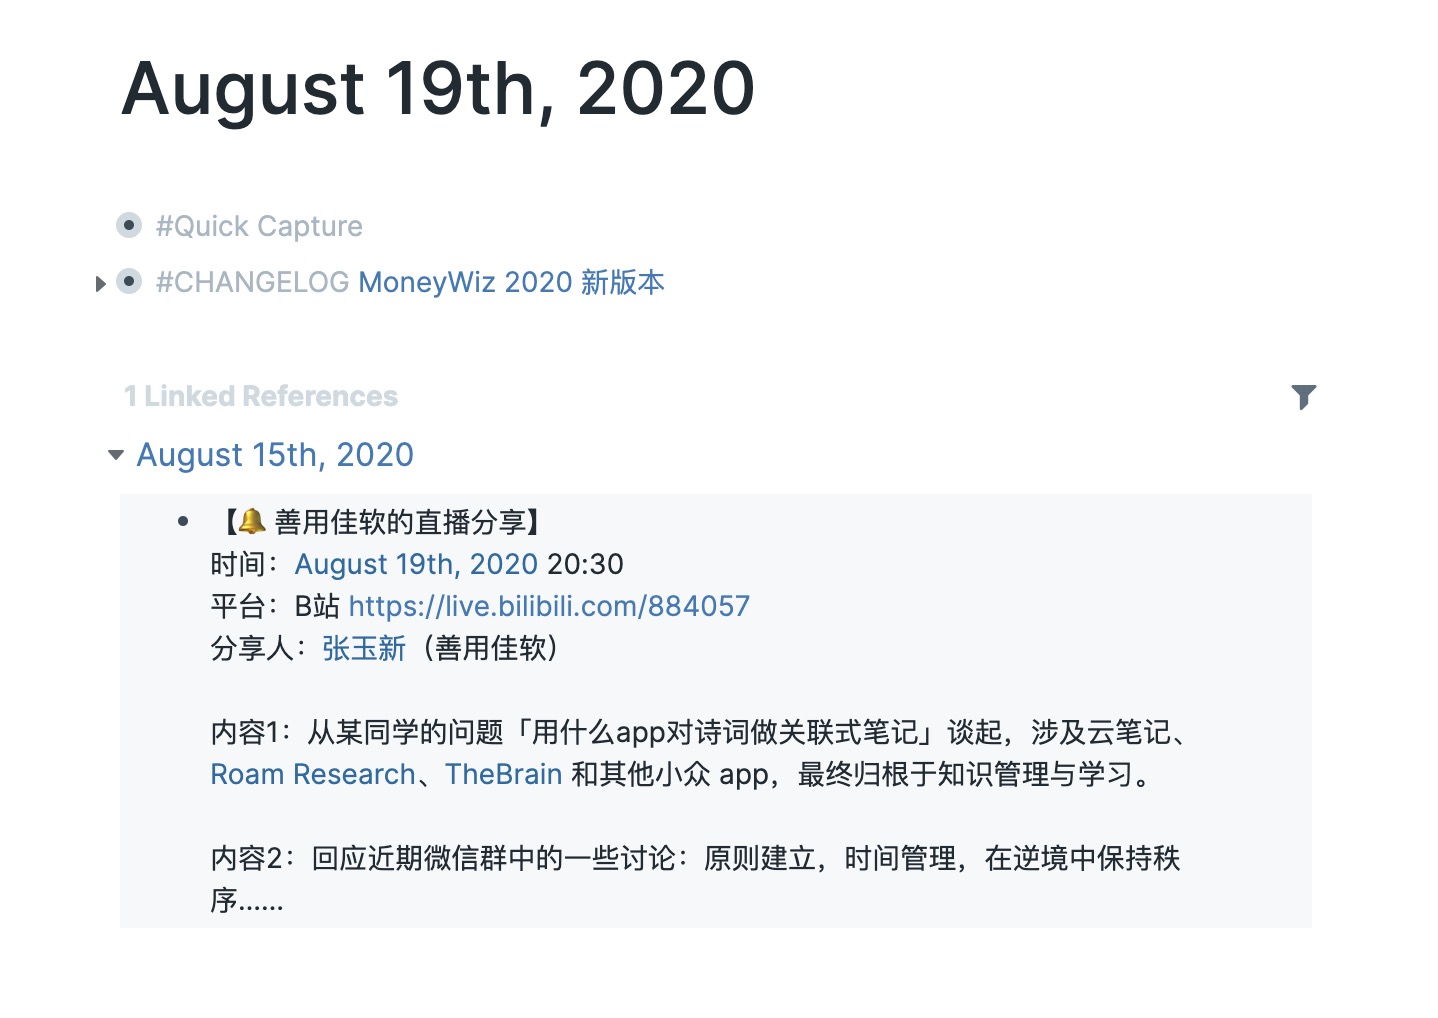 August 19th, 2020
#Quick Capture
#CHANGELOG MoneyWiz 2020 新版本
1 Linked References
August 15th, 2020
【🔔 善用佳软的直播分享】
时间：August 19th, 2020 20:30
平台：B站 https://live.bilibili.com/884057
分享人：张玉新（善用佳软）
内容1：从某同学的问题「用什么app对诗词做关联式笔记」谈起，涉及云笔记、
Roam Research、TheBrain 和其他小众 app，最终归根于知识管理与学习。
内容2：回应近期微信群中的一些讨论：原则建立，时间管理，在逆境中保持秩
序......